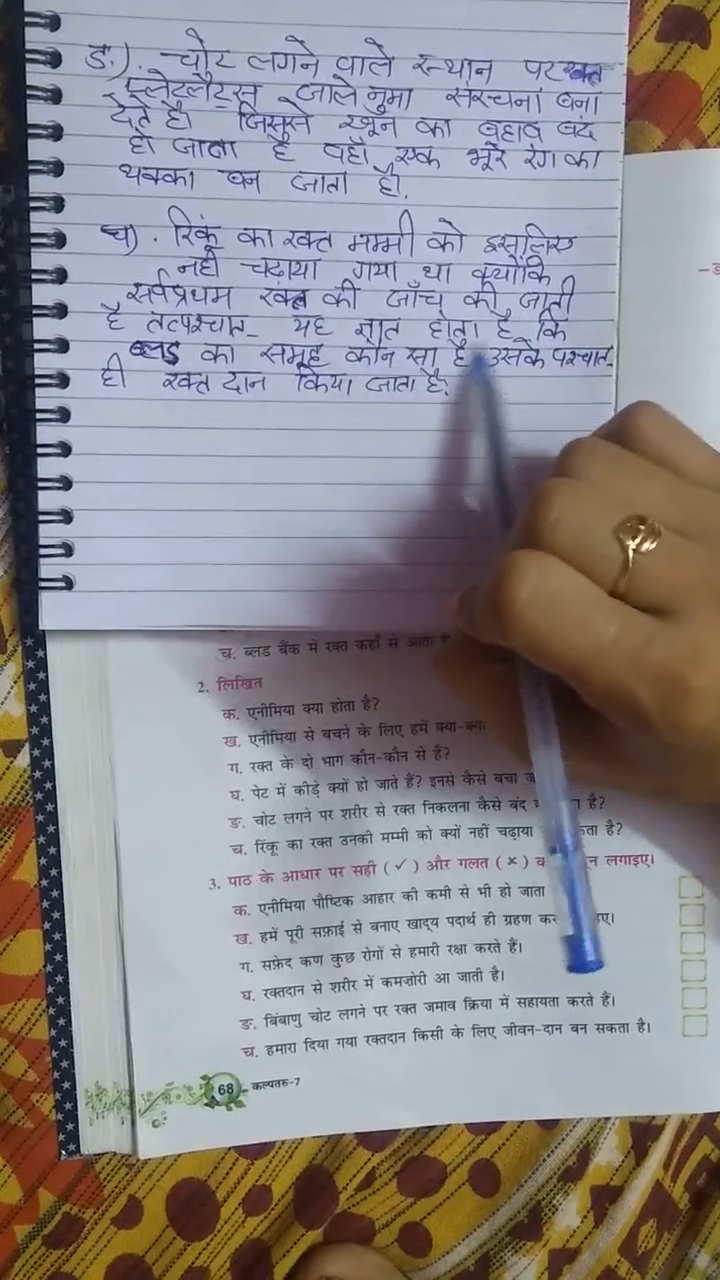 ङ.). चोट लगने वाले स्थान पर रक्त
प्लेटलैट्स जाले नुमा संरचना बना
देते है। जिससे खून का बहाव बंद
हो जाता है वहाँ एक भूरे रंग का
थक्का बन जाता है।
च). रिंकू का रक्त मम्मी को इसलिए
नही चढ़ाया गया था क्योंकि
सर्वप्रथम रक्त की जाँच की जाती
है तत्पश्चात यह ज्ञात होता है कि
ब्लड का समूह कौन सा है उसके पश्चात
ही रक्त दान किया जाता है.
च. ब्लड बैंक में रक्त कहाँ से आता
2. लिखित
क. एनीमिया क्या होता है?
ख. एनीमिया से बचने के लिए हमें क्या-क्या
ग. रक्त के दो भाग कौन-कौन से हैं?
घ. पेट में कीड़े क्यों हो जाते हैं? इनसे कैसे बचा
ङ. चोट लगने पर शरीर से रक्त निकलना कैसे बंद है?
च. रिंकू का रक्त उनकी मम्मी को क्यों नहीं चढ़ाया है?
3. पाठ के आधार पर सही (✓) और गलत (×) लगाइए।
क. एनीमिया पौष्टिक आहार की कमी से भी हो जाता
ख. हमें पूरी सफ़ाई से बनाए खाद्य पदार्थ ही ग्रहण
ग. सफ़ेद कण कुछ रोगों से हमारी रक्षा करते हैं।
घ. रक्तदान से शरीर में कमज़ोरी आ जाती है।
ङ. बिंबाणु चोट लगने पर रक्त जमाव क्रिया में सहायता करते हैं।
च. हमारा दिया गया रक्तदान किसी के लिए जीवन-दान बन सकता है।
68 कल्पतरु-7